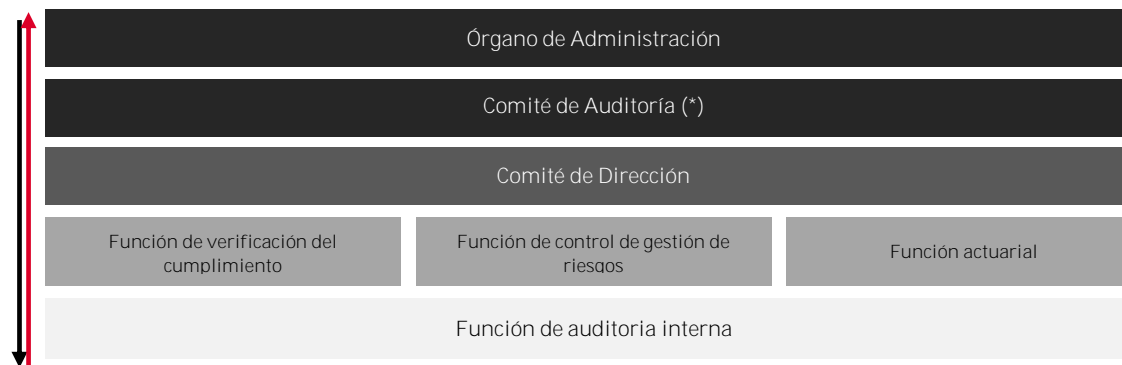 Órgano de Administración
Comité de Auditoría (*)
Comité de Dirección
Función de verificación del
cumplimiento
Función de control de gestión de
riesgos
Función actuarial
Función de auditoria interna